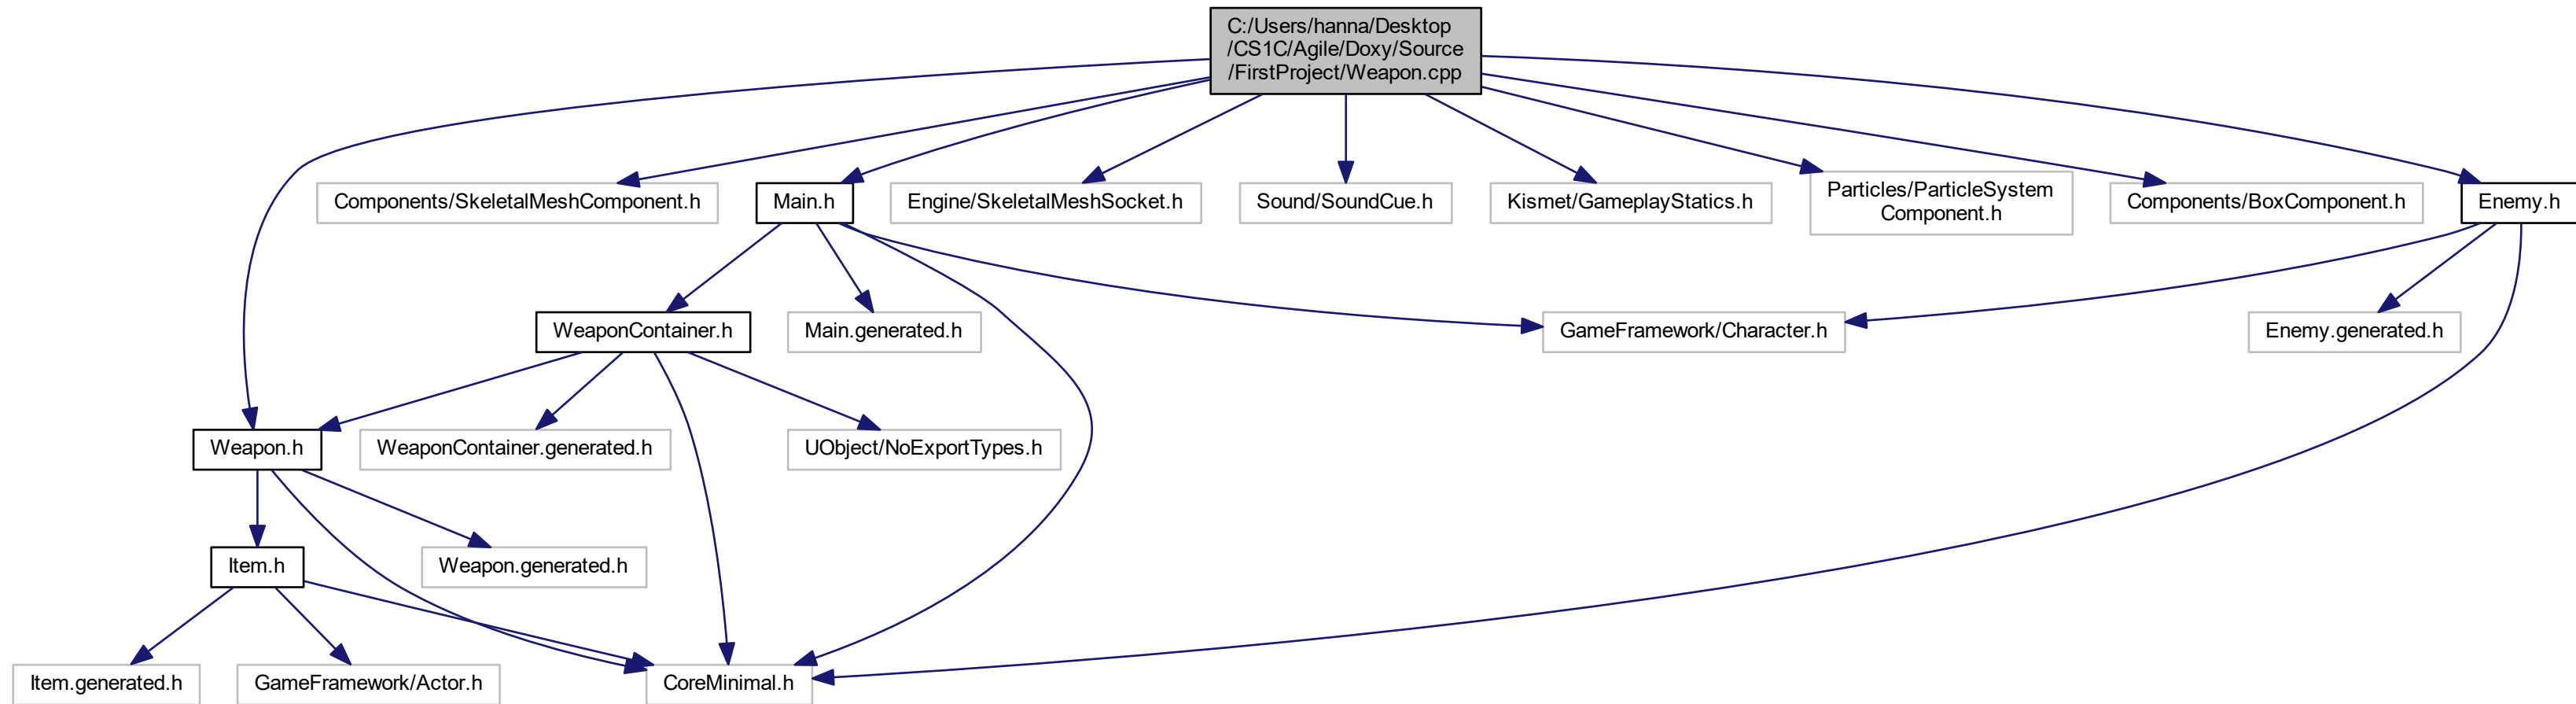 C:/Users/hanna/Desktop
/CS1C/Agile/Doxy/Source
/FirstProject/Weapon.cpp
Components/SkeletalMeshComponent.h
Main.h
Engine/SkeletalMeshSocket.h
Sound/SoundCue.h
Kismet/GameplayStatics.h
Particles/ParticleSystem
Component.h
Components/BoxComponent.h
Enemy.h
WeaponContainer.h
Main.generated.h
GameFramework/Character.h
Enemy.generated.h
Weapon.h
WeaponContainer.generated.h
UObject/NoExportTypes.h
Item.h
Weapon.generated.h
Item.generated.h
GameFramework/Actor.h
CoreMinimal.h